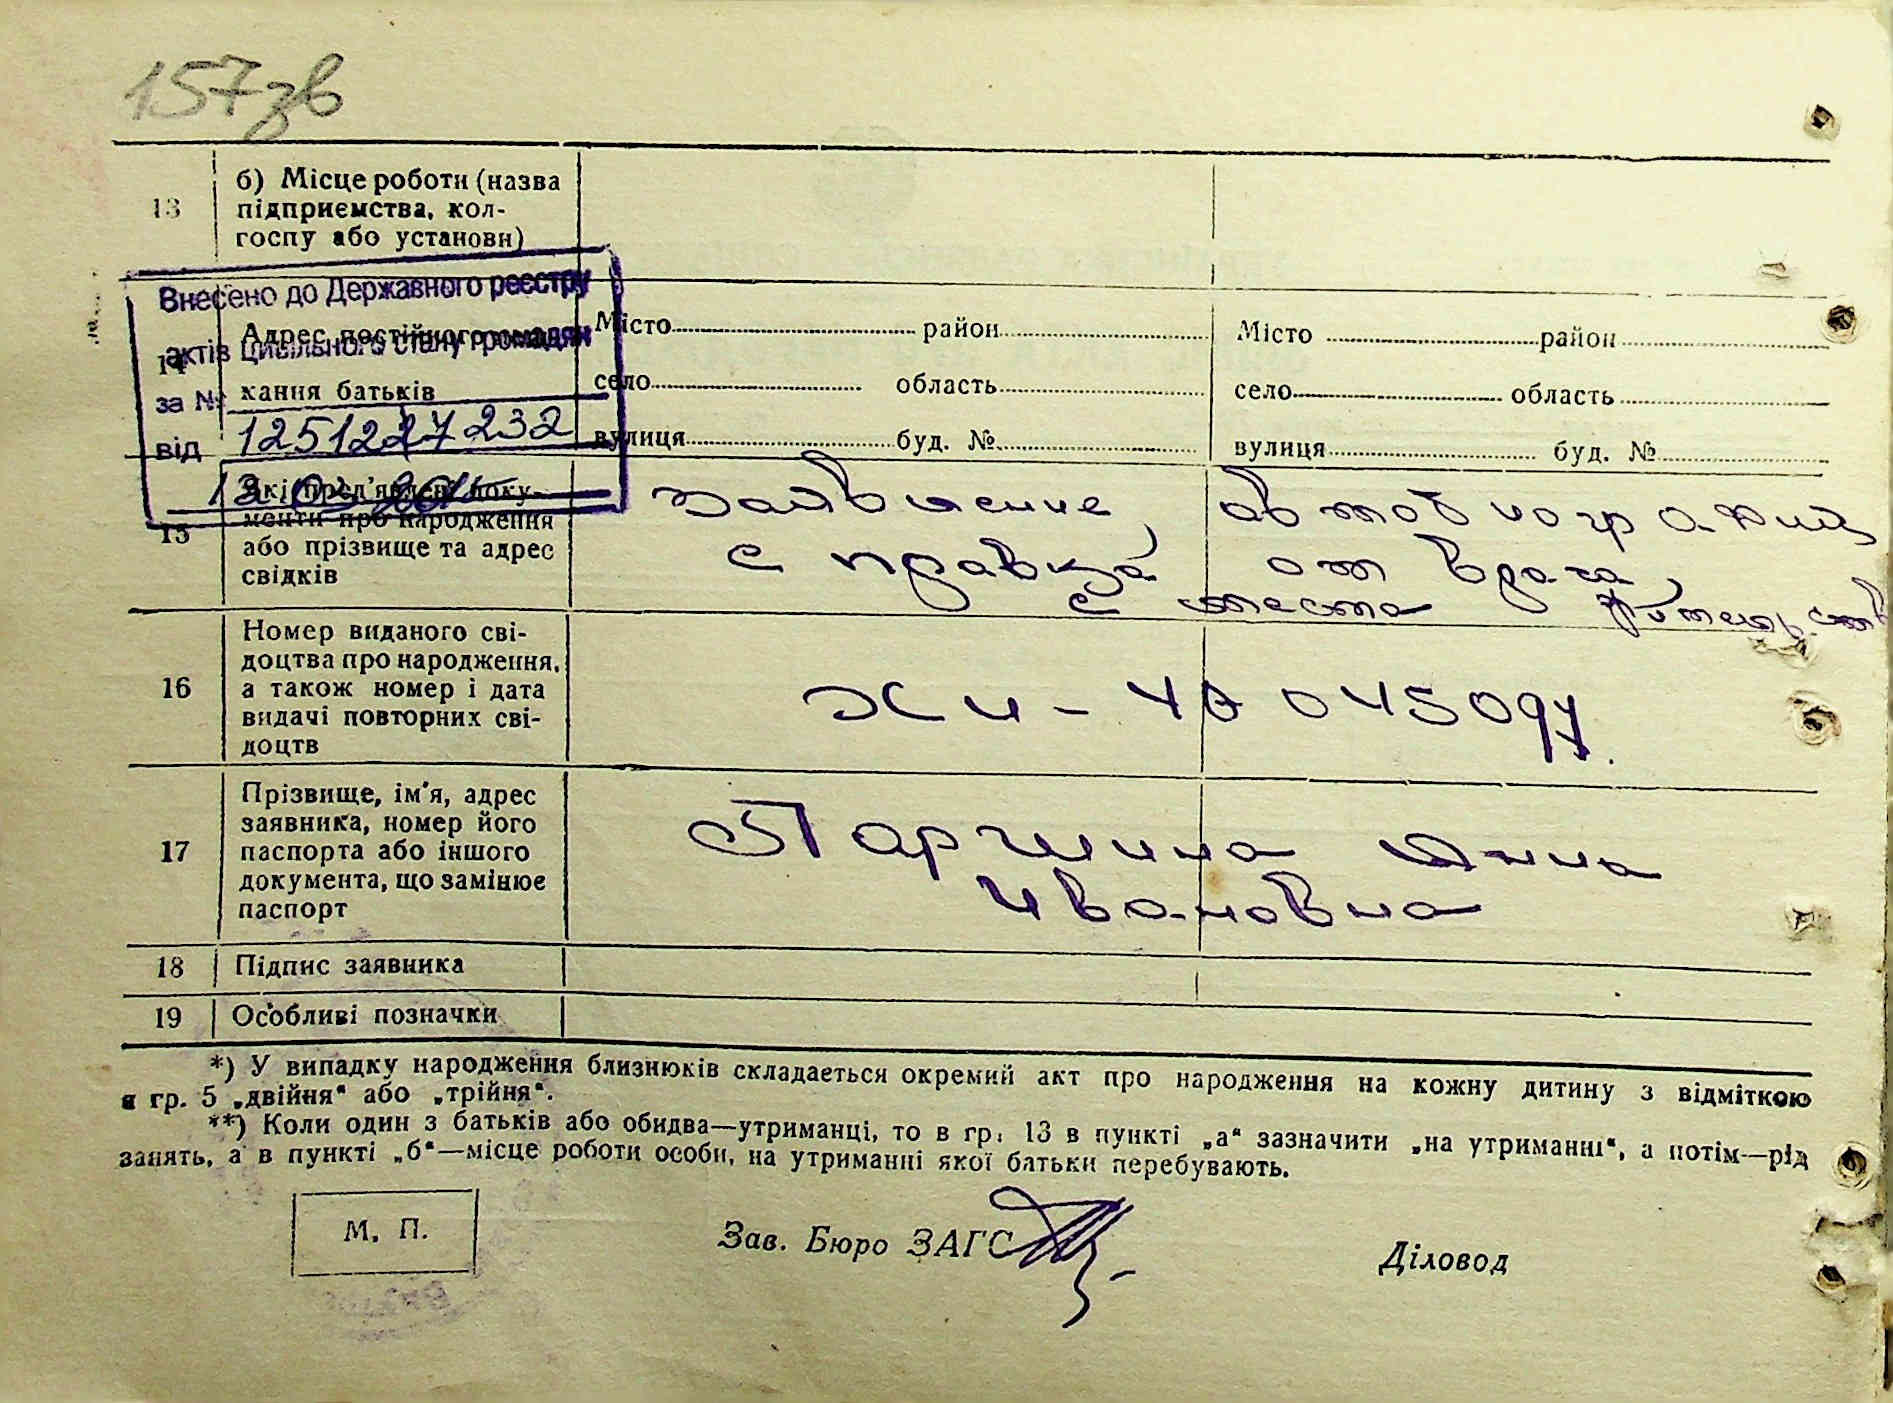 157зв
13
б) Місце роботи (назва
підприємства, кол-
госпу або установи)
Внесено до Державного реєстру
актів цивільного стану громадян
за №
від
1251227232
14
Адрес постійного
кання батьків
Місто район
село область
вулиця буд. №
Місто район
село область
вулиця буд. №
15
Які пред'явлені доку-
менти про народження
або прізвище та адрес
свідків
Заявление, автобиография
справка от врача,
16
Номер виданого сві-
доцтва про народження,
а також номер і дата
видачі повторних сві-
доцтв
045097
17
Прізвище, ім'я, адрес
заявника, номер його
паспорта або іншого
документа, що замінює
паспорт
Паршина
Ивановна
18 Підпис заявника
19 Особливі позначки
*) У випадку народження близнюків складається окремий акт про народження на кожну дитину з відміткою
в гр. 5 „двійня“ або „трійня“.
**) Коли один з батьків або обидва—утриманці, то в гр. 13 в пункті „а“ зазначити „на утриманні“, а потім—рід
занять, а в пункті „б“—місце роботи особи, на утриманні якої батьки перебувають.
М. П.
Зав. Бюро ЗАГС
Діловод